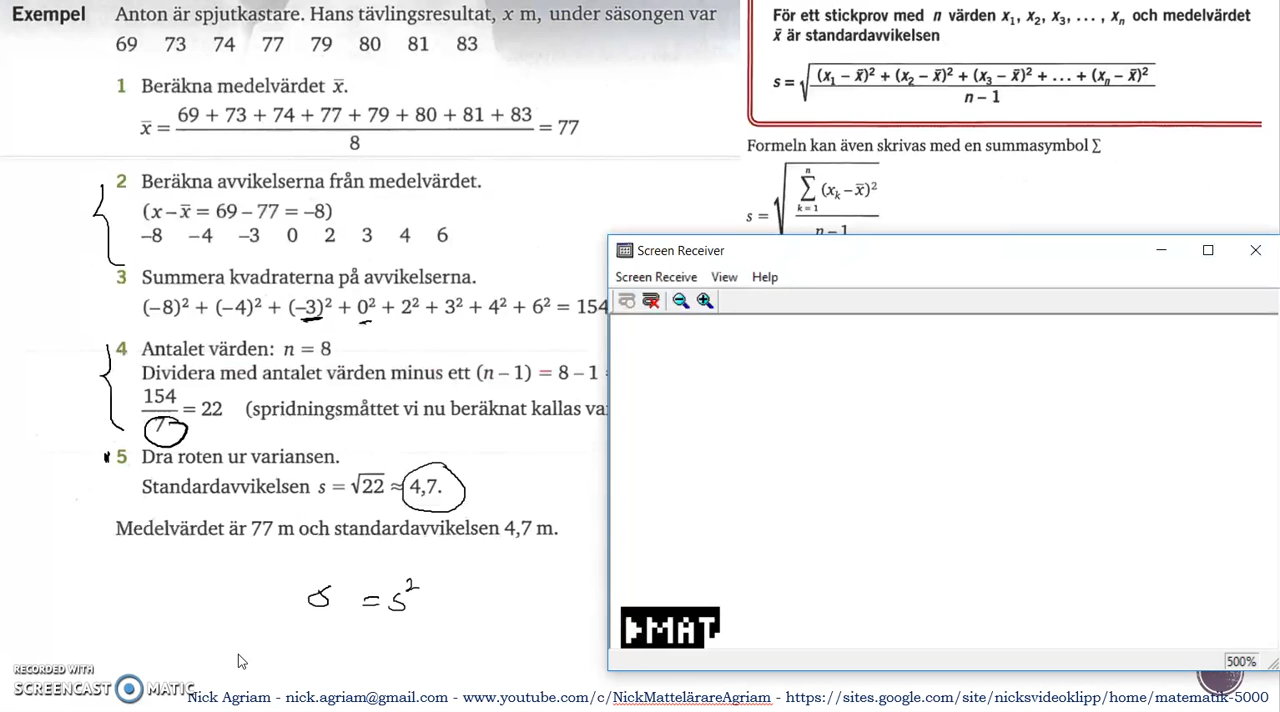 Exempel Anton är spjutkastare. Hans tävlingsresultat, x m, under säsongen var
69 73 74 77 79 80 81 83
1 Beräkna medelvärdet x̄.
x̄ = (69 + 73 + 74 + 77 + 79 + 80 + 81 + 83) / 8 = 77
2 Beräkna avvikelserna från medelvärdet.
(x – x̄ = 69 – 77 = –8)
–8 –4 –3 0 2 3 4 6
3 Summera kvadraterna på avvikelserna.
(–8)² + (–4)² + (–3)² + 0² + 2² + 3² + 4² + 6² = 154
4 Antalet värden: n = 8
Dividera med antalet värden minus ett (n – 1) = 8 – 1
154 / 7 = 22 (spridningsmåttet vi nu beräknat kallas va
5 Dra roten ur variansen.
Standardavvikelsen s = √22 ≈ 4,7.
Medelvärdet är 77 m och standardavvikelsen 4,7 m.
σ = s²
För ett stickprov med n värden x₁, x₂, x₃, . . . , xₙ och medelvärdet
x̄ är standardavvikelsen
s = √((x₁ – x̄)² + (x₂ – x̄)² + (x₃ – x̄)² + . . . + (xₙ – x̄)² / n – 1)
Formeln kan även skrivas med en summasymbol Σ
s = √(∑ k = 1 n (xₖ – x̄)² / n – 1)
Screen Receiver
Screen Receive View Help
▶MAT
500%
RECORDED WITH
SCREENCAST MATIC
Nick Agriam - nick.agriam@gmail.com - www.youtube.com/c/NickMattelärareAgriam - https://sites.google.com/site/nicksvideoklipp/home/matematik-5000